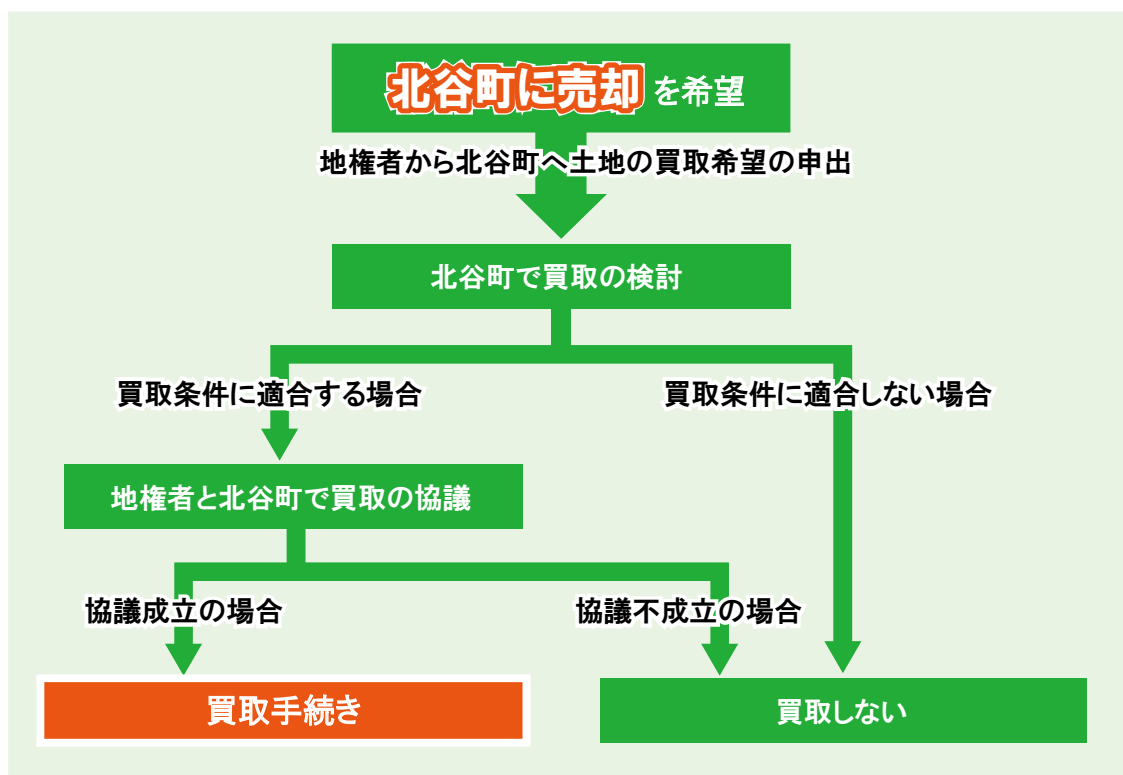 北谷町に売却を希望
地権者から北谷町へ土地の買取希望の申出
北谷町で買取の検討
買取条件に適合する場合
買取条件に適合しない場合
地権者と北谷町で買取の協議
協議成立の場合
協議不成立の場合
買取手続き
買取しない